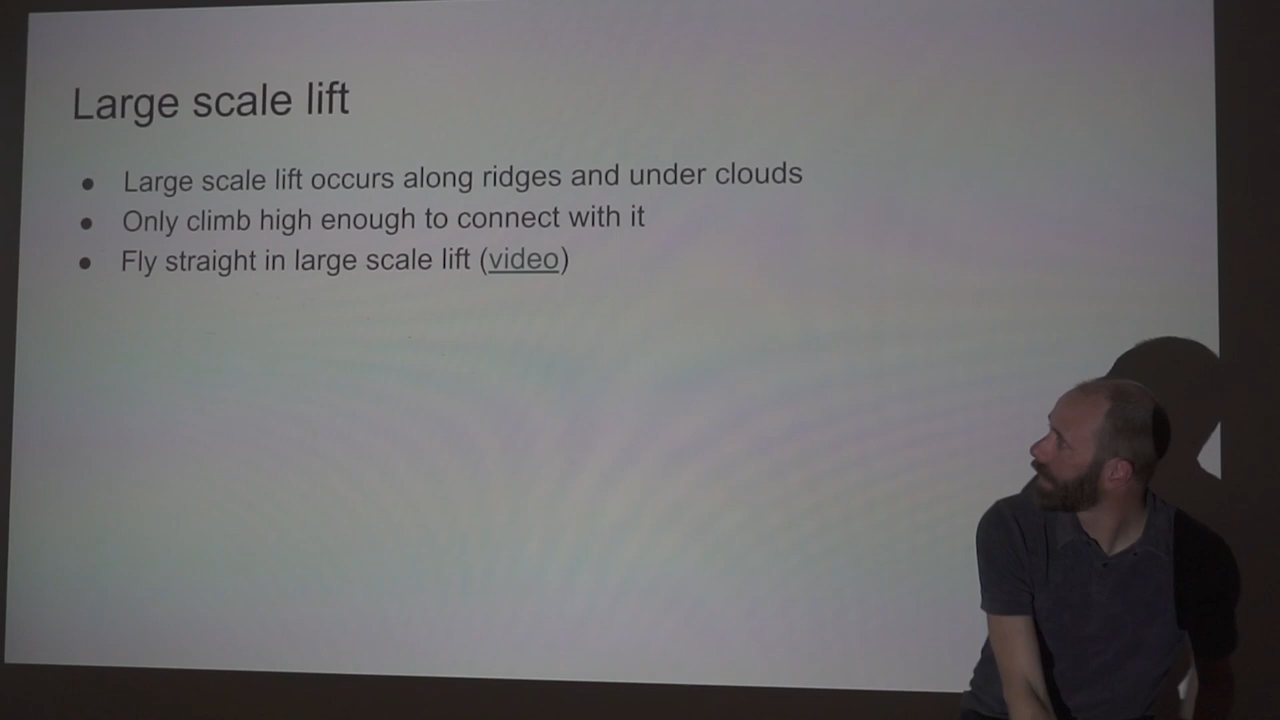 Large scale lift
● Large scale lift occurs along ridges and under clouds
● Only climb high enough to connect with it
● Fly straight in large scale lift (video)